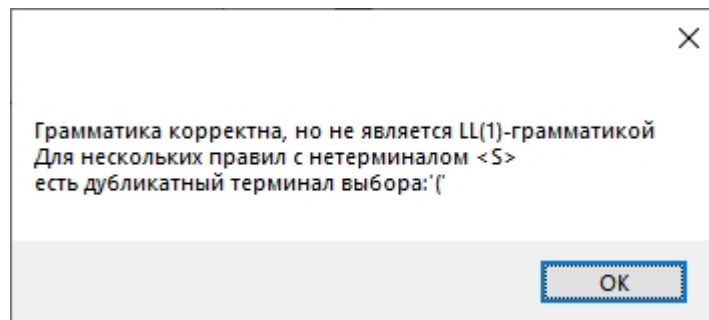 Грамматика корректна, но не является LL(1)-грамматикой
Для нескольких правил с нетерминалом <S>
есть дубликатный терминал выбора:'('
OK